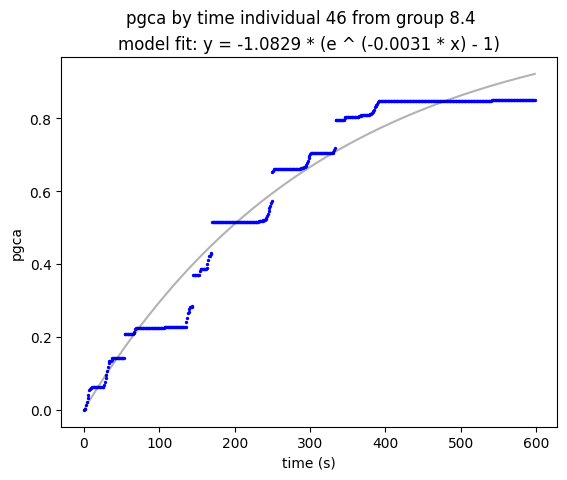 pgca by time individual 46 from group 8.4
model fit: y = -1.0829 * (e ^ (-0.0031 * x) - 1)
0.8
0.6
0.4
0.2
0.0
pgca
0 100 200 300 400 500 600
time (s)